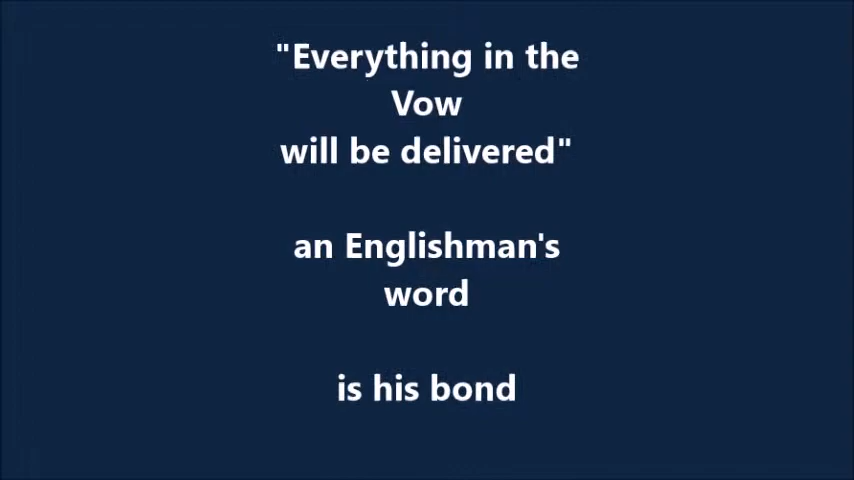 "Everything in the
Vow
will be delivered"
an Englishman's
word
is his bond